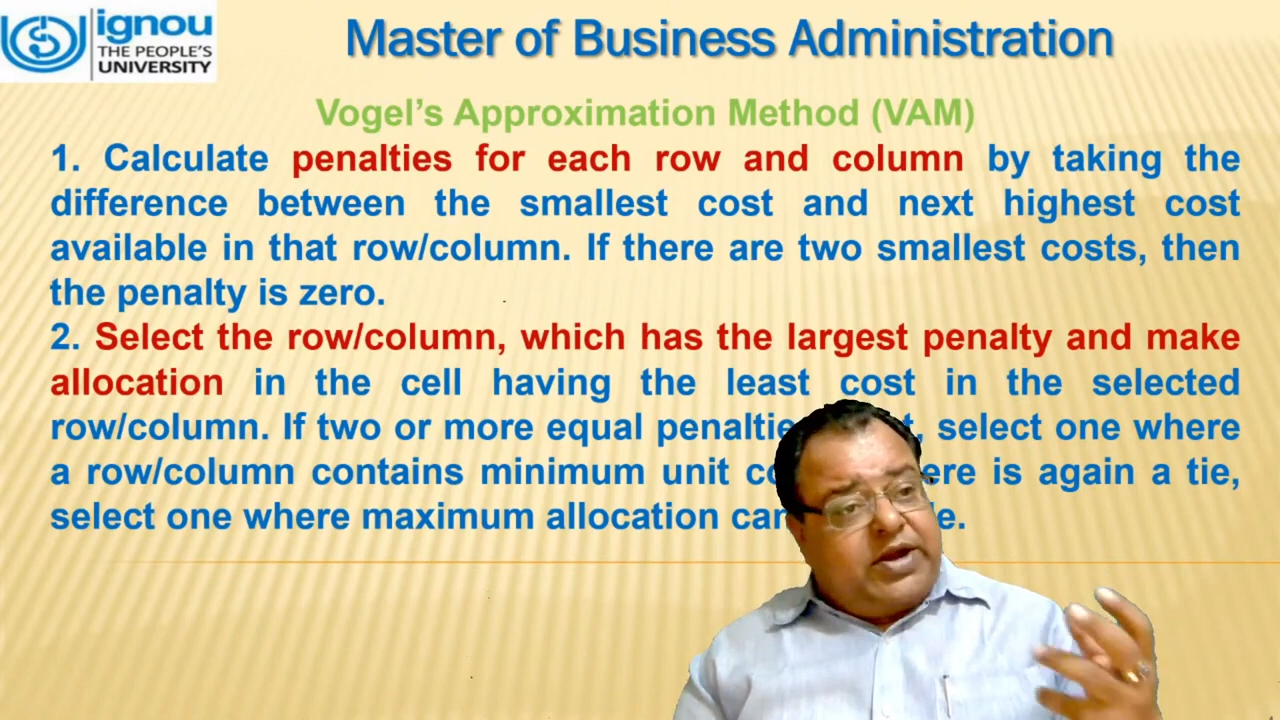 ignou
THE PEOPLE'S
UNIVERSITY
Master of Business Administration
Vogel’s Approximation Method (VAM)
1. Calculate penalties for each row and column by taking the
difference between the smallest cost and next highest cost
available in that row/column. If there are two smallest costs, then
the penalty is zero.
2. Select the row/column, which has the largest penalty and make
allocation in the cell having the least cost in the selected
row/column. If two or more equal select one where
a row/column contains minimum unit is again a tie,
select one where maximum allocation